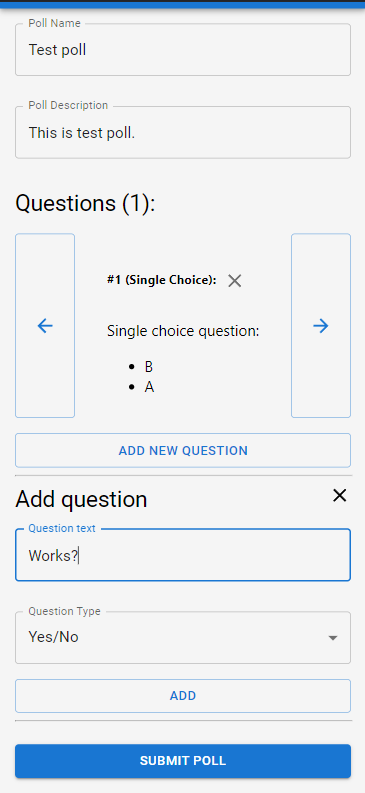 Poll Name
Test poll
Poll Description
This is test poll.
Questions (1):
#1 (Single Choice):
Single choice question:
B
A
ADD NEW QUESTION
Add question
Question text
Works?
Question Type
Yes/No
ADD
SUBMIT POLL